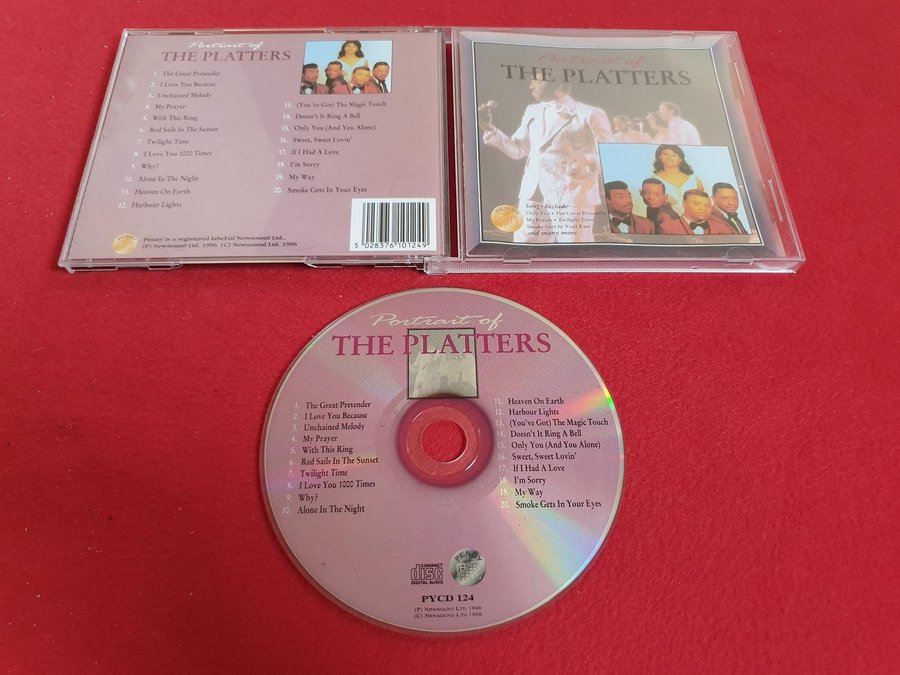 Portrait of
THE PLATTERS
1. The Great Pretender
2. I Love You Because
3. Unchained Melody
4. My Prayer
5. With This Ring
6. Red Sails In The Sunset
7. Twilight Time
8. I Love You 1000 Times
9. Why?
10. Alone In The Night
11. Heaven On Earth
12. Harbour Lights
13. (You've Got) The Magic Touch
14. Doesn't It Ring A Bell
15. Only You (And You Alone)
16. Sweet, Sweet Lovin'
17. If I Had A Love
18. I'm Sorry
19. My Way
20. Smoke Gets In Your Eyes
Penny is a registered label of Newsound Ltd.,
(P) Newsound Ltd. 1996 (C) Newsound Ltd. 1996
5 028376 101249
Portrait of
THE PLATTERS
Songs Include
Only You • The Great Pretender
My Prayer • Twilight Time
Smoke Gets In Your Eyes
and many more
PENNY
Portrait of
THE PLATTERS
1. The Great Pretender
2. I Love You Because
3. Unchained Melody
4. My Prayer
5. With This Ring
6. Red Sails In The Sunset
7. Twilight Time
8. I Love You 1000 Times
9. Why?
10. Alone In The Night
11. Heaven On Earth
12. Harbour Lights
13. (You've Got) The Magic Touch
14. Doesn't It Ring A Bell
15. Only You (And You Alone)
16. Sweet, Sweet Lovin'
17. If I Had A Love
18. I'm Sorry
19. My Way
20. Smoke Gets In Your Eyes
COMPACT
disc
DIGITAL AUDIO
PENNY
PYCD 124
(P) Newsound Ltd 1996
(C) Newsound Ltd 1996